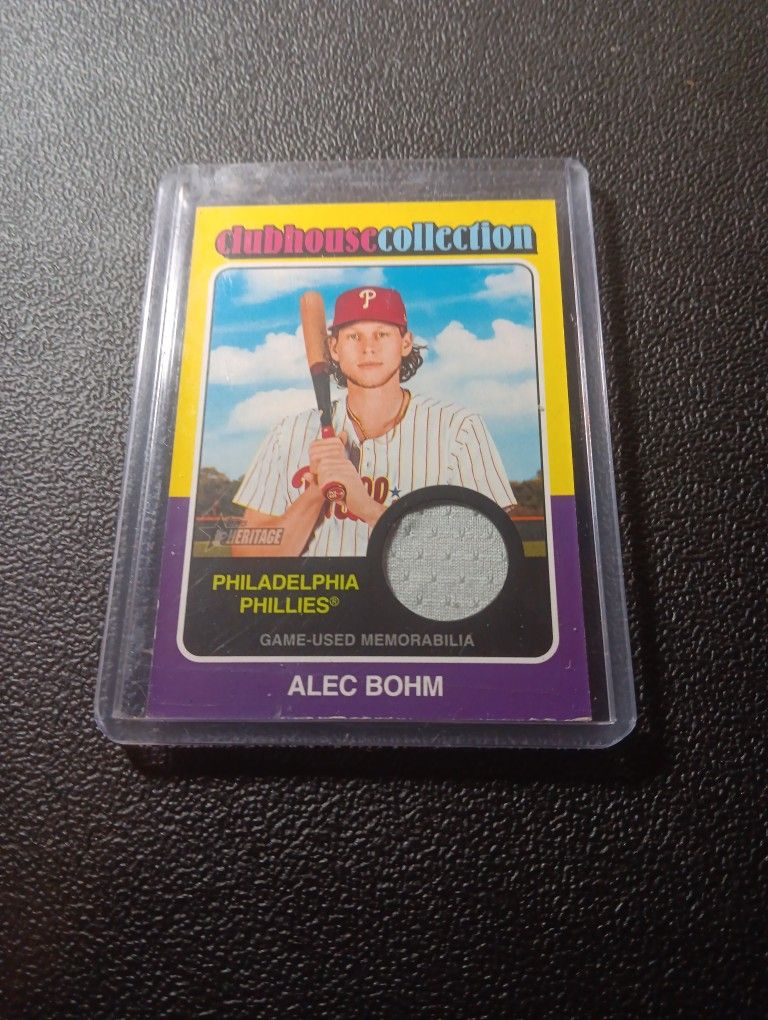 clubhousecollection
P
HERITAGE
PHILADELPHIA
PHILLIES®
GAME-USED MEMORABILIA
ALEC BOHM